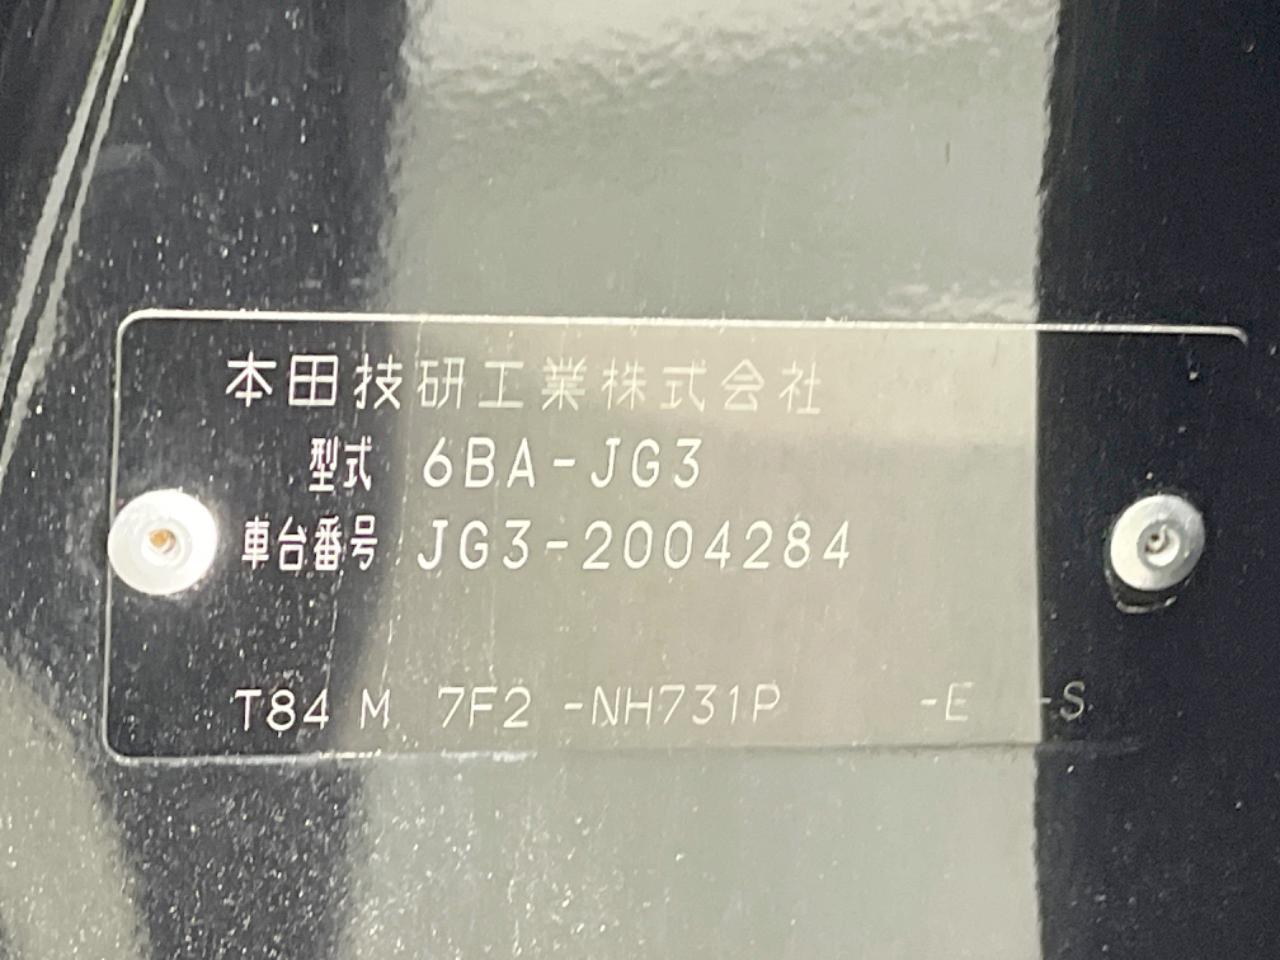 本田技研工業株式会社
型式 6BA-JG3
車台番号 JG3-2004284
T84 M 7F2 -NH731P -E -S